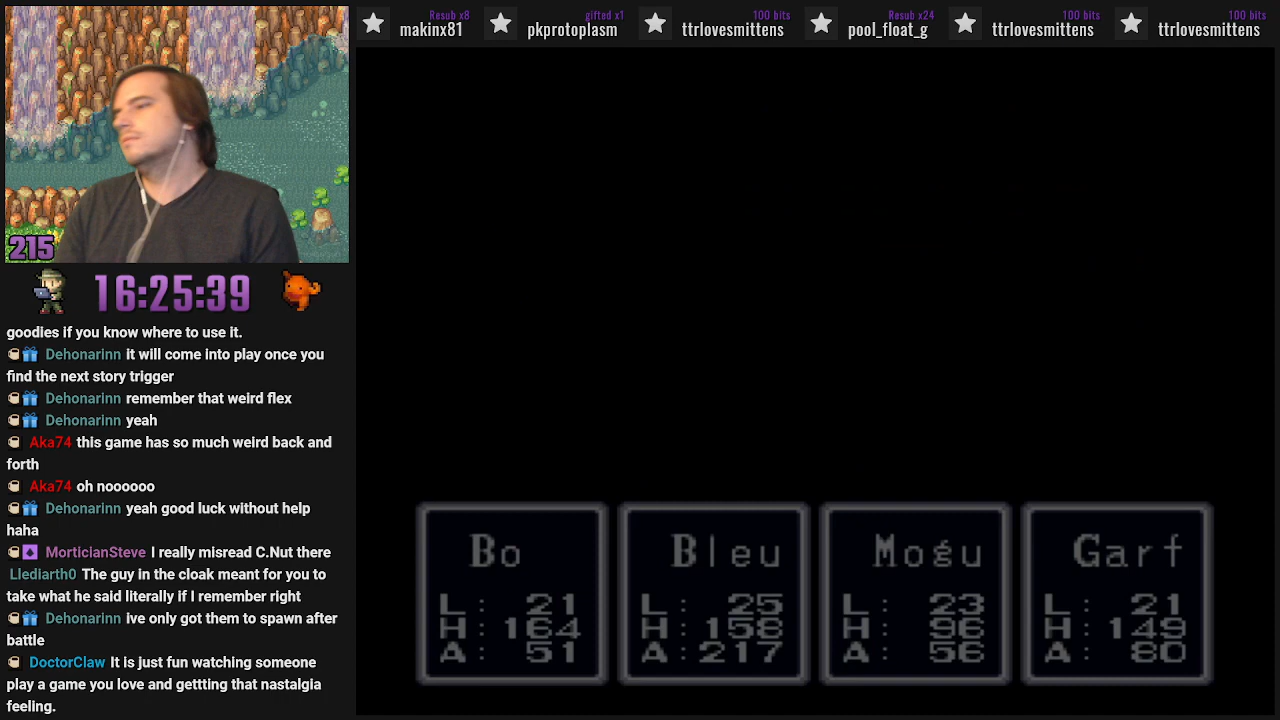 Resub x8
makinx81
gifted x1
pkprotoplasm
100 bits
ttrlovesmittens
Resub x24
pool_float_g
100 bits
ttrlovesmittens
100 bits
ttrlovesmittens
215
16:25:39
goodies if you know where to use it.
Dehonarinn it will come into play once you
find the next story trigger
Dehonarinn remember that weird flex
Dehonarinn yeah
Aka74 this game has so much weird back and
forth
Aka74 oh noooooo
Dehonarinn yeah good luck without help
haha
MorticianSteve I really misread C.Nut there
Llediarth0 The guy in the cloak meant for you to
take what he said literally if I remember right
Dehonarinn Ive only got them to spawn after
battle
DoctorClaw It is just fun watching someone
play a game you love and gettting that nastalgia
feeling.
Bo
L: 21
H: 164
A: 51
Bleu
L: 25
H: 158
A: 217
Mogu
L: 23
H: 96
A: 56
Garf
L: 21
H: 149
A: 80